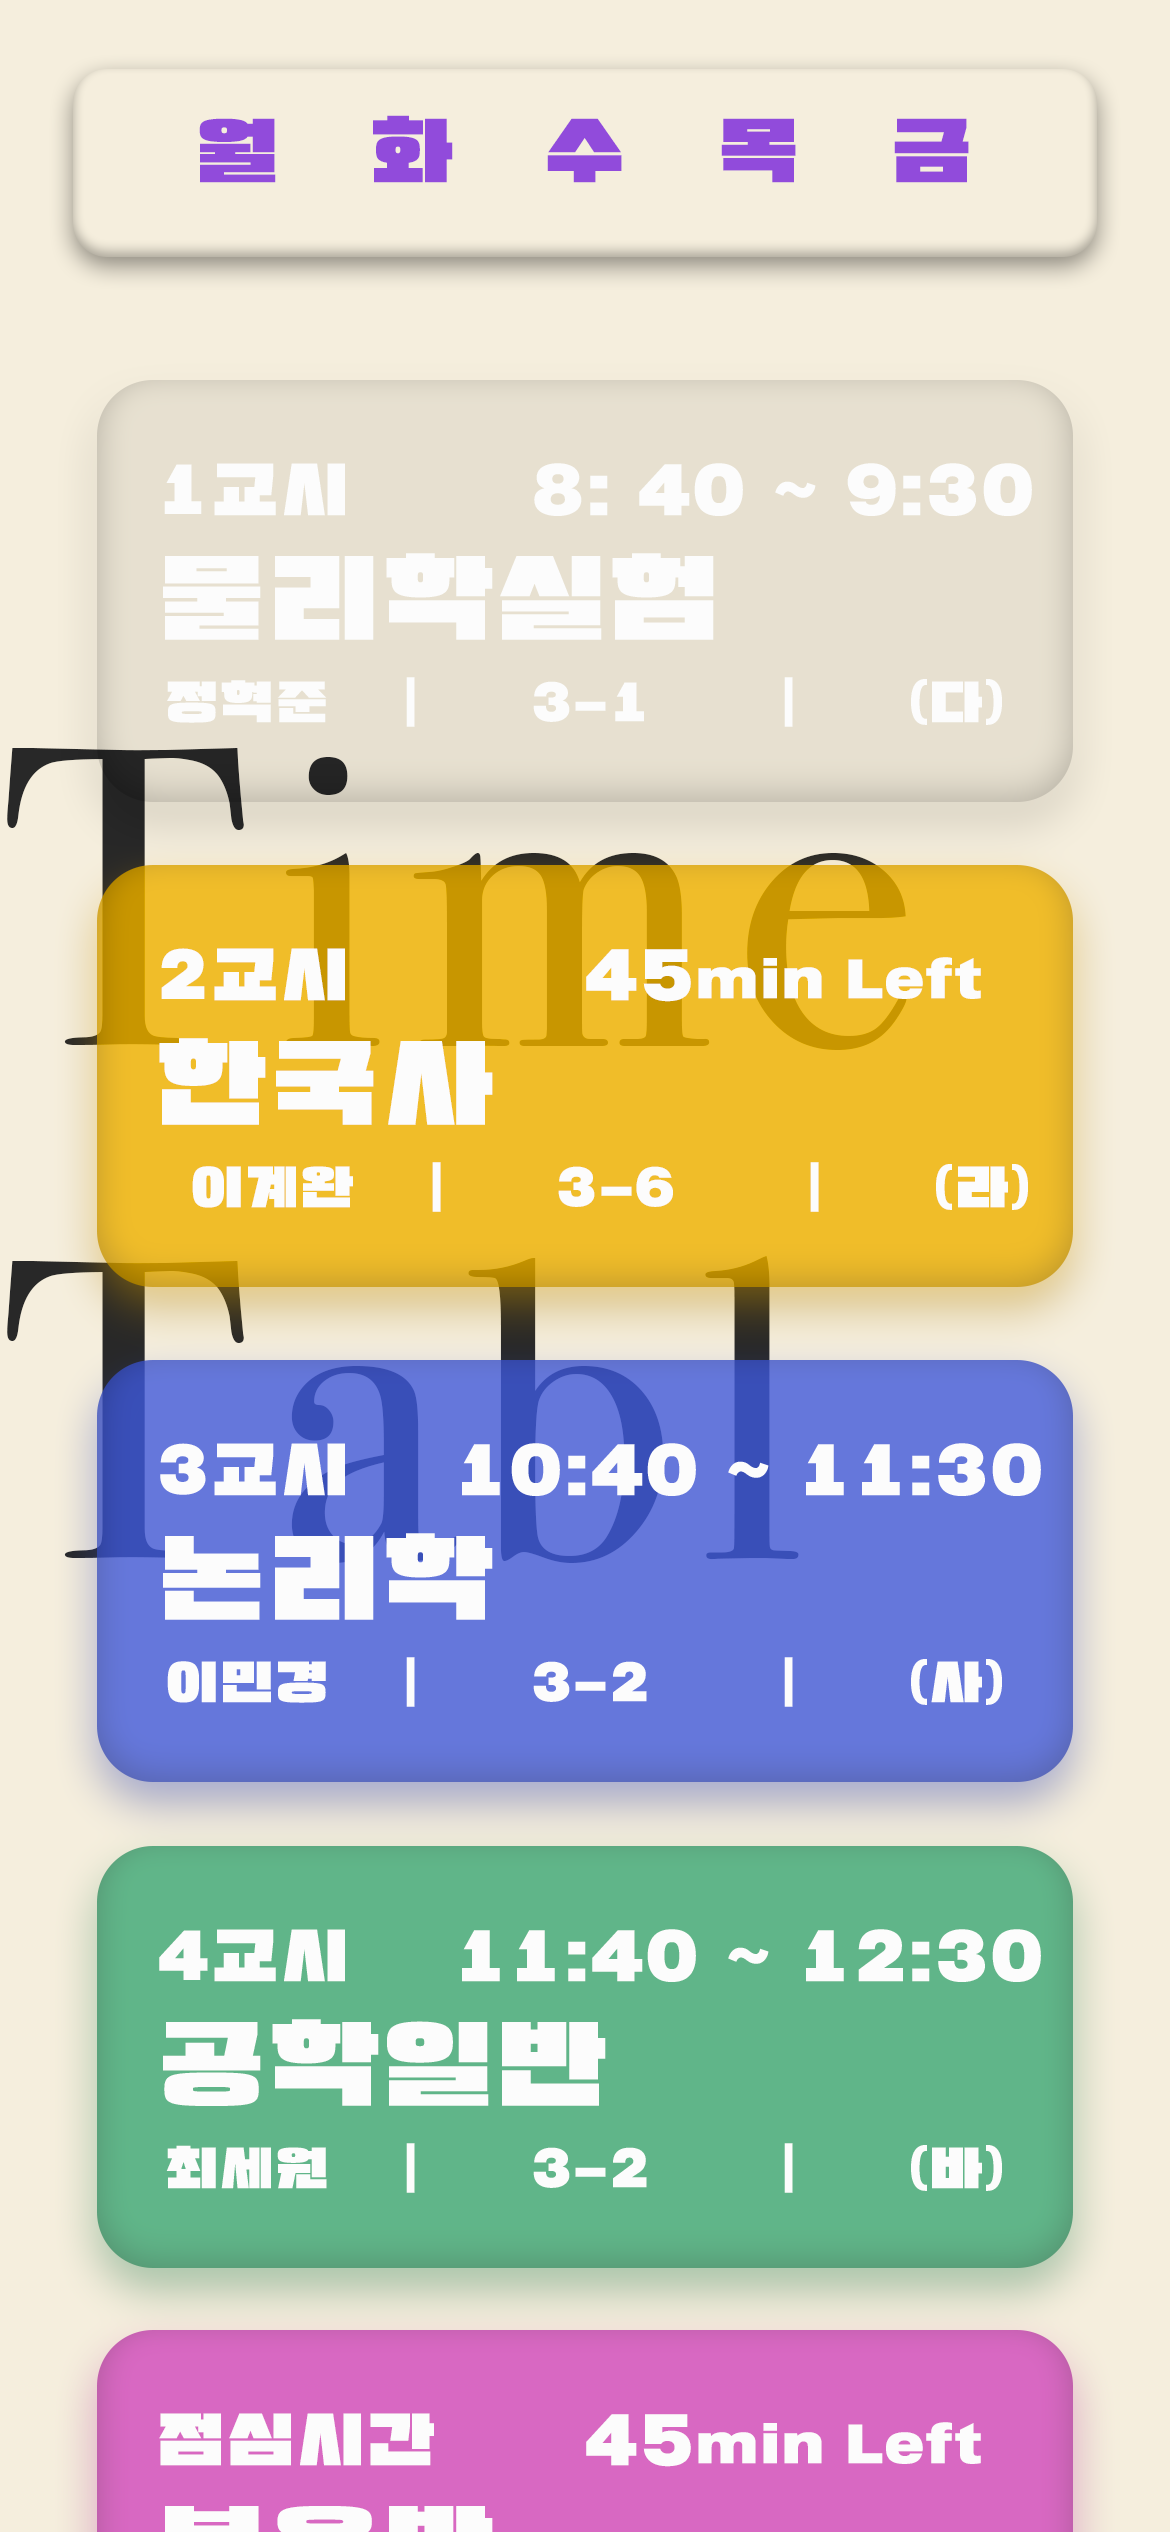 월 화 수 목 금
1교시 8: 40 ~ 9:30
물리학실험
정혁준 | 3-1 | (다)
Time
2교시 45min Left
한국사
이계완 | 3-6 | (라)
Tabl
3교시 10:40 ~ 11:30
논리학
이민경 | 3-2 | (사)
4교시 11:40 ~ 12:30
공학일반
최세원 | 3-2 | (바)
점심시간 45min Left